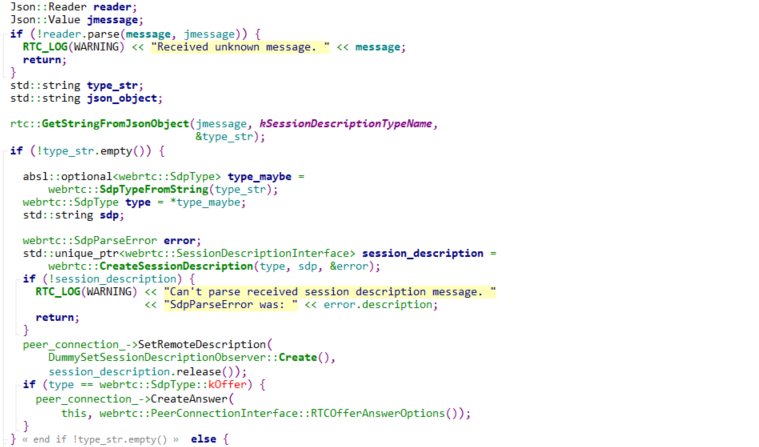 Json::Reader reader;
Json::Value jmessage;
if (!reader.parse(message, jmessage)) {
  RTC_LOG(WARNING) << "Received unknown message. " << message;
  return;
}
std::string type_str;
std::string json_object;

rtc::GetStringFromJsonObject(jmessage, kSessionDescriptionTypeName,
                             &type_str);
if (!type_str.empty()) {

  absl::optional<webrtc::SdpType> type_maybe =
      webrtc::SdpTypeFromString(type_str);
  webrtc::SdpType type = *type_maybe;
  std::string sdp;

  webrtc::SdpParseError error;
  std::unique_ptr<webrtc::SessionDescriptionInterface> session_description =
      webrtc::CreateSessionDescription(type, sdp, &error);
  if (!session_description) {
    RTC_LOG(WARNING) << "Can't parse received session description message. "
                     << "SdpParseError was: " << error.description;
    return;
  }
  peer_connection_->SetRemoteDescription(
      DummySetSessionDescriptionObserver::Create(),
      session_description.release());
  if (type == webrtc::SdpType::kOffer) {
    peer_connection_->CreateAnswer(
        this, webrtc::PeerConnectionInterface::RTCOfferAnswerOptions());
  }
} « end if !type_str.empty() » else {